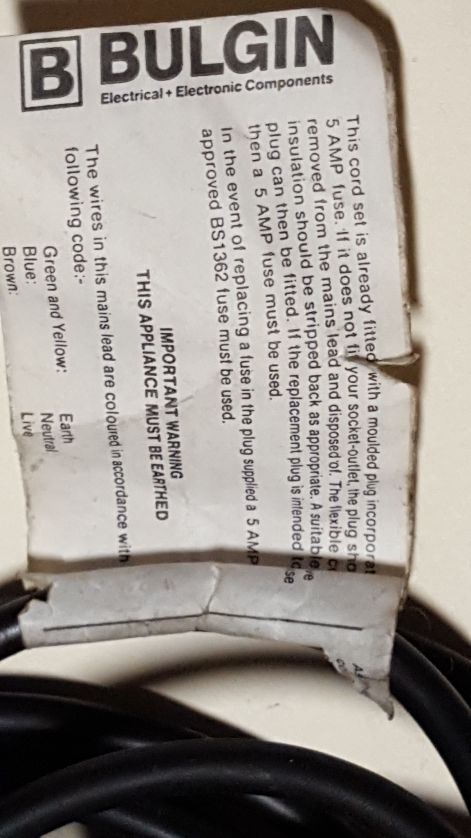 B BULGIN
Electrical + Electronic Components
This cord set is already fitted with a moulded plug incorporat
5 AMP fuse. If it does not fit your socket-outlet, the plug sho
removed from the mains lead and disposed of. The flexible c
insulation should be stripped back as appropriate. A suitable
plug can then be fitted. If the replacement plug is intended
then a 5 AMP fuse must be used.
In the event of replacing a fuse in the plug supplied a 5 AMP
approved BS1362 fuse must be used.
IMPORTANT WARNING
THIS APPLIANCE MUST BE EARTHED
The wires in this mains lead are coloured in accordance with
following code:-
Green and Yellow: Earth
Blue: Neutral
Brown: Live